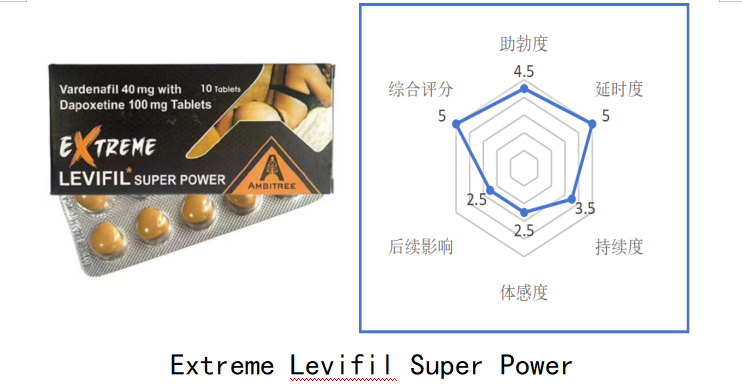 Vardenafil 40 mg with 10 Tablets
Dapoxetine 100 mg Tablets
EXTREME
LEVIFIL* SUPER POWER
AMBITREE
助勃度
4.5
综合评分
延时度
5
5
2.5
3.5
2.5
后续影响
持续度
体感度
Extreme Levifil Super Power